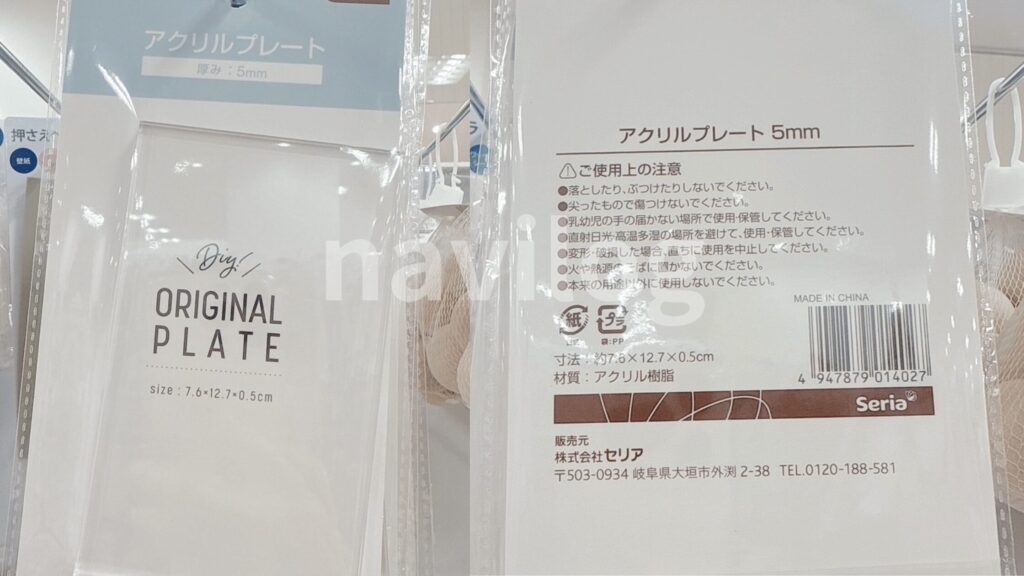 アクリルプレート
厚み：5mm
押さえ
壁紙
Diy
ORIGINAL
PLATE
size : 7.6×12.7×0.5cm
navileg
アクリルプレート 5mm
ご使用上の注意
●落としたり、ぶつけたりしないでください。
●尖ったもので傷つけないでください。
●乳幼児の手の届かない場所で使用・保管してください。
●直射日光・高温多湿の場所を避けて、使用・保管してください。
●変形・破損した場合、直ちに使用を中止してください。
●火や熱源のそばに置かないでください。
●本来の用途以外に使用しないでください。
紙 プラ
袋:PP
MADE IN CHINA
寸法：約7.6×12.7×0.5cm
材質：アクリル樹脂
4 947879 014027
Seria
販売元
株式会社セリア
〒503-0934 岐阜県大垣市外渕 2-38 TEL.0120-188-581